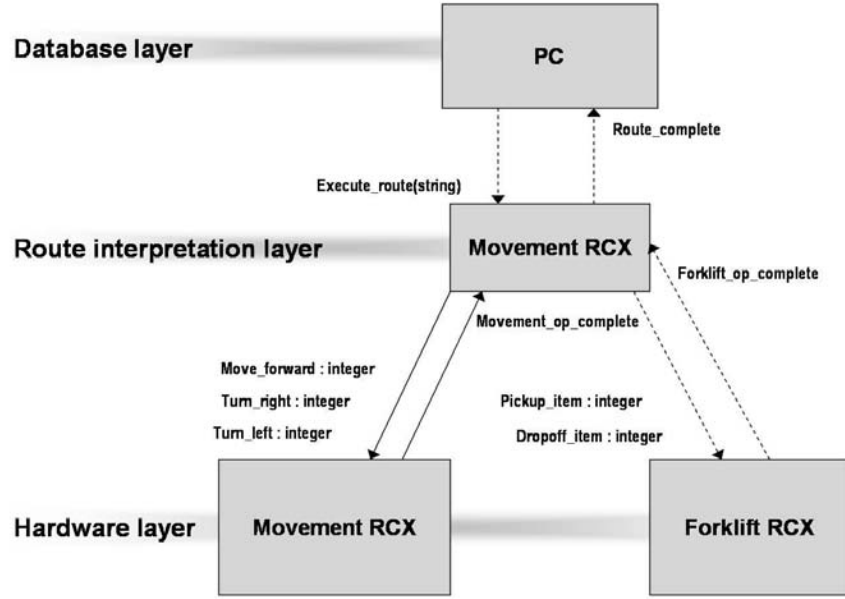 Database layer
PC
Route_complete
Execute_route(string)
Route interpretation layer
Movement RCX
Forklift_op_complete
Movement_op_complete
Move_forward : integer
Turn_right : integer
Turn_left : integer
Pickup_item : integer
Dropoff_item : integer
Hardware layer
Movement RCX
Forklift RCX